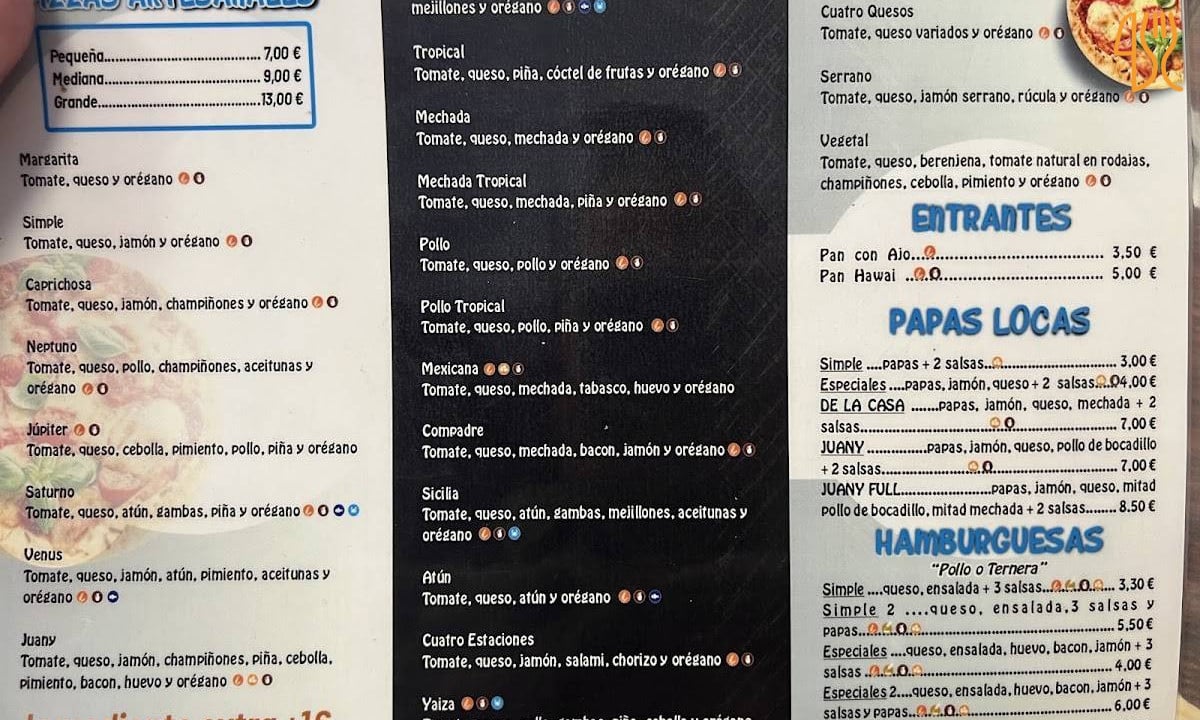 PIZZAS ARTESANALES
Pequeña.......................................7,00 €
Mediana.......................................9,00 €
Grande.......................................13,00 €
Margarita
Tomate, queso y orégano
Simple
Tomate, queso, jamón y orégano
Caprichosa
Tomate, queso, jamón, champiñones y orégano
Neptuno
Tomate, queso, pollo, champiñones, aceitunas y
orégano
Júpiter
Tomate, queso, cebolla, pimiento, pollo, piña y orégano
Saturno
Tomate, queso, atún, gambas, piña y orégano
Venus
Tomate, queso, jamón, atún, pimiento, aceitunas y
orégano
Juany
Tomate, queso, jamón, champiñones, piña, cebolla,
pimiento, bacon, huevo y orégano
mejillones y orégano
Tropical
Tomate, queso, piña, cóctel de frutas y orégano
Mechada
Tomate, queso, mechada y orégano
Mechada Tropical
Tomate, queso, mechada, piña y orégano
Pollo
Tomate, queso, pollo y orégano
Pollo Tropical
Tomate, queso, pollo, piña y orégano
Mexicana
Tomate, queso, mechada, tabasco, huevo y orégano
Compadre
Tomate, queso, mechada, bacon, jamón y orégano
Sicilia
Tomate, queso, atún, gambas, mejillones, aceitunas y
orégano
Atún
Tomate, queso, atún y orégano
Cuatro Estaciones
Tomate, queso, jamón, salami, chorizo y orégano
Yaiza
Cuatro Quesos
Tomate, queso variados y orégano
Serrano
Tomate, queso, jamón serrano, rúcula y orégano
Vegetal
Tomate, queso, berenjena, tomate natural en rodajas,
champiñones, cebolla, pimiento y orégano
ENTRANTES
Pan con Ajo.......................................3,50 €
Pan Hawai .......................................5,00 €
PAPAS LOCAS
Simple ....papas + 2 salsas..............................3,00 €
Especiales ....papas, jamón, queso + 2 salsas......4,00 €
DE LA CASA .......papas, jamón, queso, mechada + 2
salsas.......................................7,00 €
JUANY ...............papas, jamón, queso, pollo de bocadillo
+ 2 salsas.......................................7,00 €
JUANY FULL......................papas, jamón, queso, mitad
pollo de bocadillo, mitad mechada + 2 salsas........8,50 €
HAMBURGUESAS
"Pollo o Ternera"
Simple ....queso, ensalada + 3 salsas.............3,30 €
Simple 2 ....queso, ensalada,3 salsas y
papas.......................................5,50 €
Especiales ....queso, ensalada, huevo, bacon, jamón + 3
salsas .......................................4,00 €
Especiales 2....queso, ensalada, huevo, bacon, jamón + 3
salsas y papas.......................................6,00 €